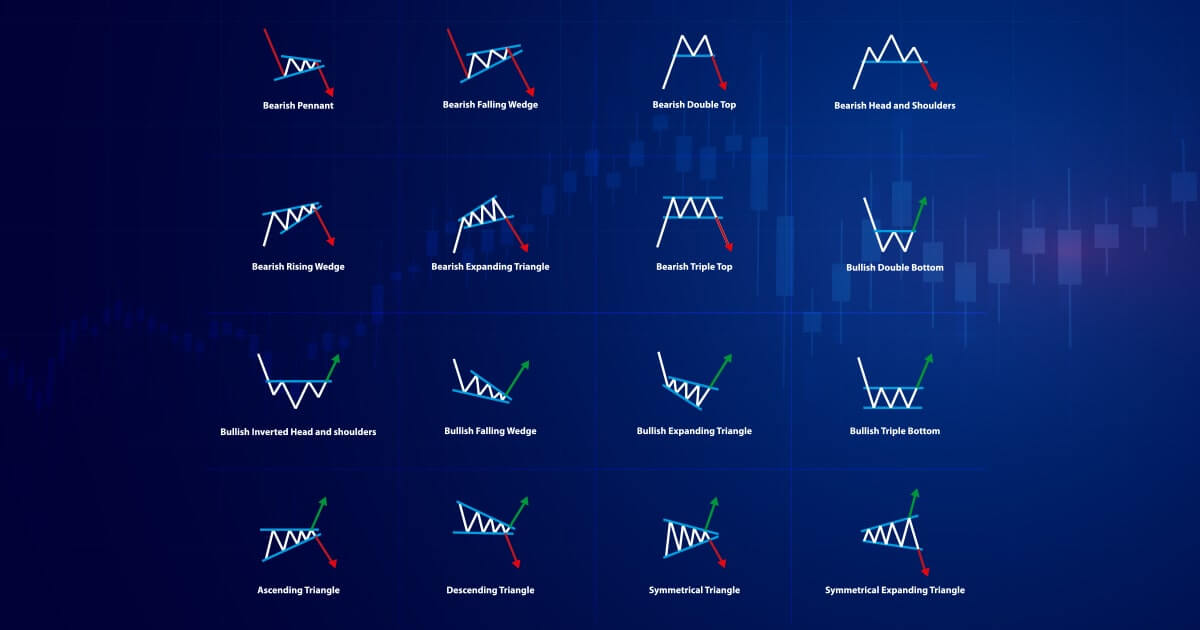 Bearish Pennant
Bearish Falling Wedge
Bearish Double Top
Bearish Head and Shoulders
Bearish Rising Wedge
Bearish Expanding Triangle
Bearish Triple Top
Bullish Double Bottom
Bullish Inverted Head and shoulders
Bullish Falling Wedge
Bullish Expanding Triangle
Bullish Triple Bottom
Ascending Triangle
Descending Triangle
Symmetrical Triangle
Symmetrical Expanding Triangle